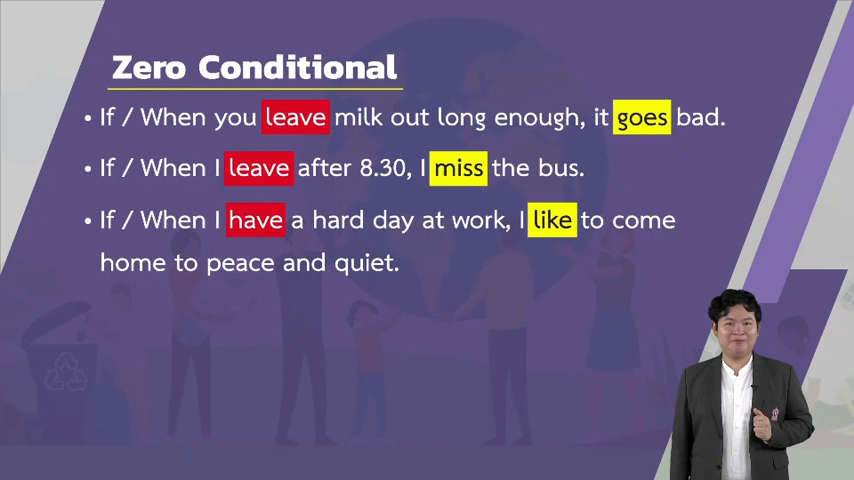 Zero Conditional
• If / When you leave milk out long enough, it goes bad.
• If / When I leave after 8.30, I miss the bus.
• If / When I have a hard day at work, I like to come
home to peace and quiet.